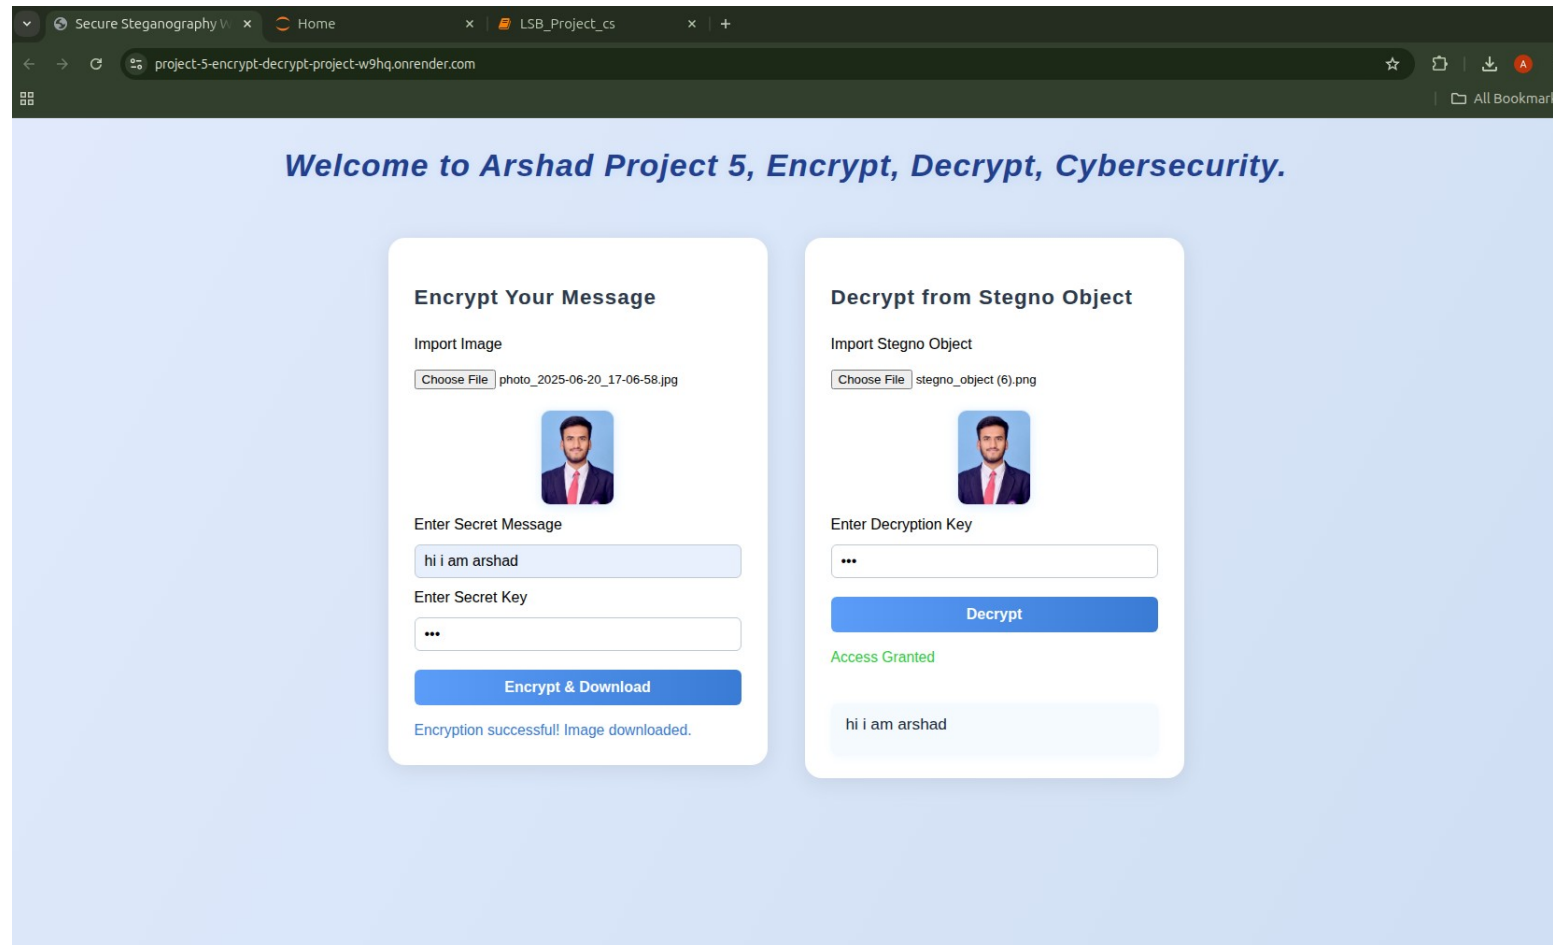 Secure Steganography W
Home
LSB_Project_cs
project-5-encrypt-decrypt-project-w9hq.onrender.com
A
All Bookmark
Welcome to Arshad Project 5, Encrypt, Decrypt, Cybersecurity.
Encrypt Your Message
Import Image
Choose File photo_2025-06-20_17-06-58.jpg
Enter Secret Message
hi i am arshad
Enter Secret Key
•••
Encrypt & Download
Encryption successful! Image downloaded.
Decrypt from Stegno Object
Import Stegno Object
Choose File stegno_object (6).png
Enter Decryption Key
•••
Decrypt
Access Granted
hi i am arshad